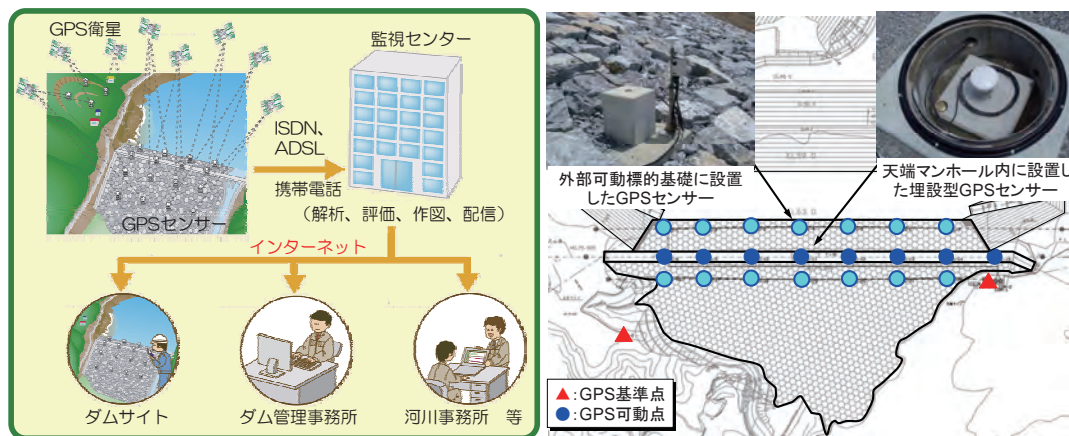 GPS衛星
監視センター
ISDN、
ADSL
携帯電話
GPSセンサー
（解析、評価、作図、配信）
インターネット
ダムサイト
ダム管理事務所
河川事務所 等
外部可動標的基礎に設置
したGPSセンサー
天端マンホール内に設置し
た埋設型GPSセンサー
▲:GPS基準点
●:GPS可動点